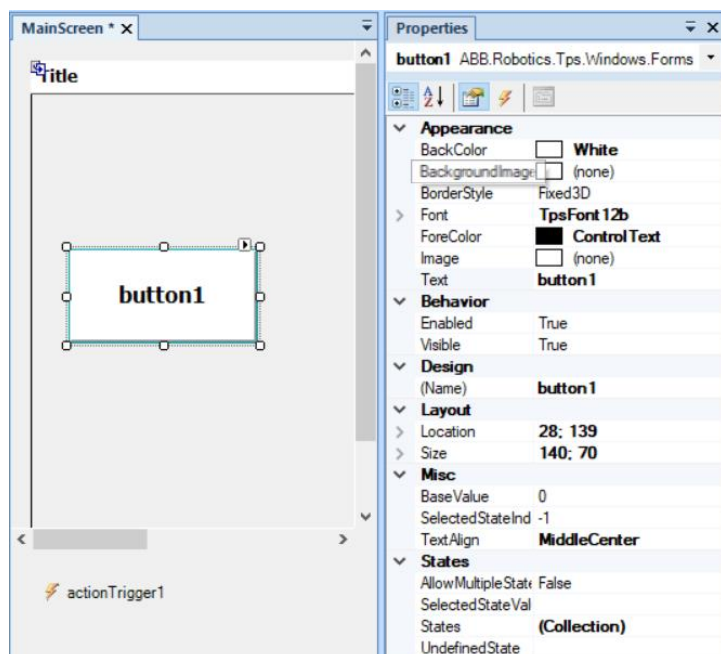 MainScreen *
Title
button1
actionTrigger1
Properties
button1 ABB.Robotics.Tps.Windows.Forms
Appearance
BackColor White
BackgroundImage (none)
BorderStyle Fixed3D
Font TpsFont12b
ForeColor ControlText
Image (none)
Text button1
Behavior
Enabled True
Visible True
Design
(Name) button1
Layout
Location 28; 139
Size 140; 70
Misc
BaseValue 0
SelectedStateInd -1
TextAlign MiddleCenter
States
AllowMultipleState False
SelectedStateVal
States (Collection)
UndefinedState